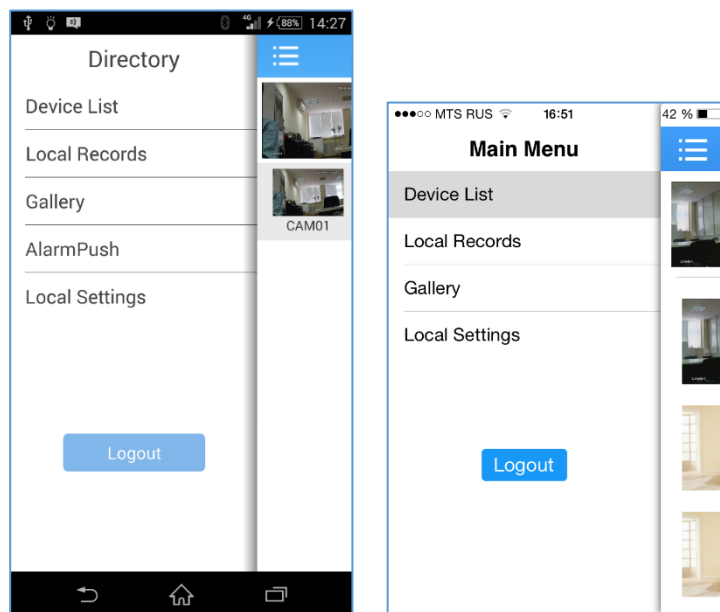 4G 88% 14:27
Directory
Device List
Local Records
Gallery
AlarmPush
Local Settings
CAM01
Logout
MTS RUS 16:51 42 %
Main Menu
Device List
Local Records
Gallery
Local Settings
Logout